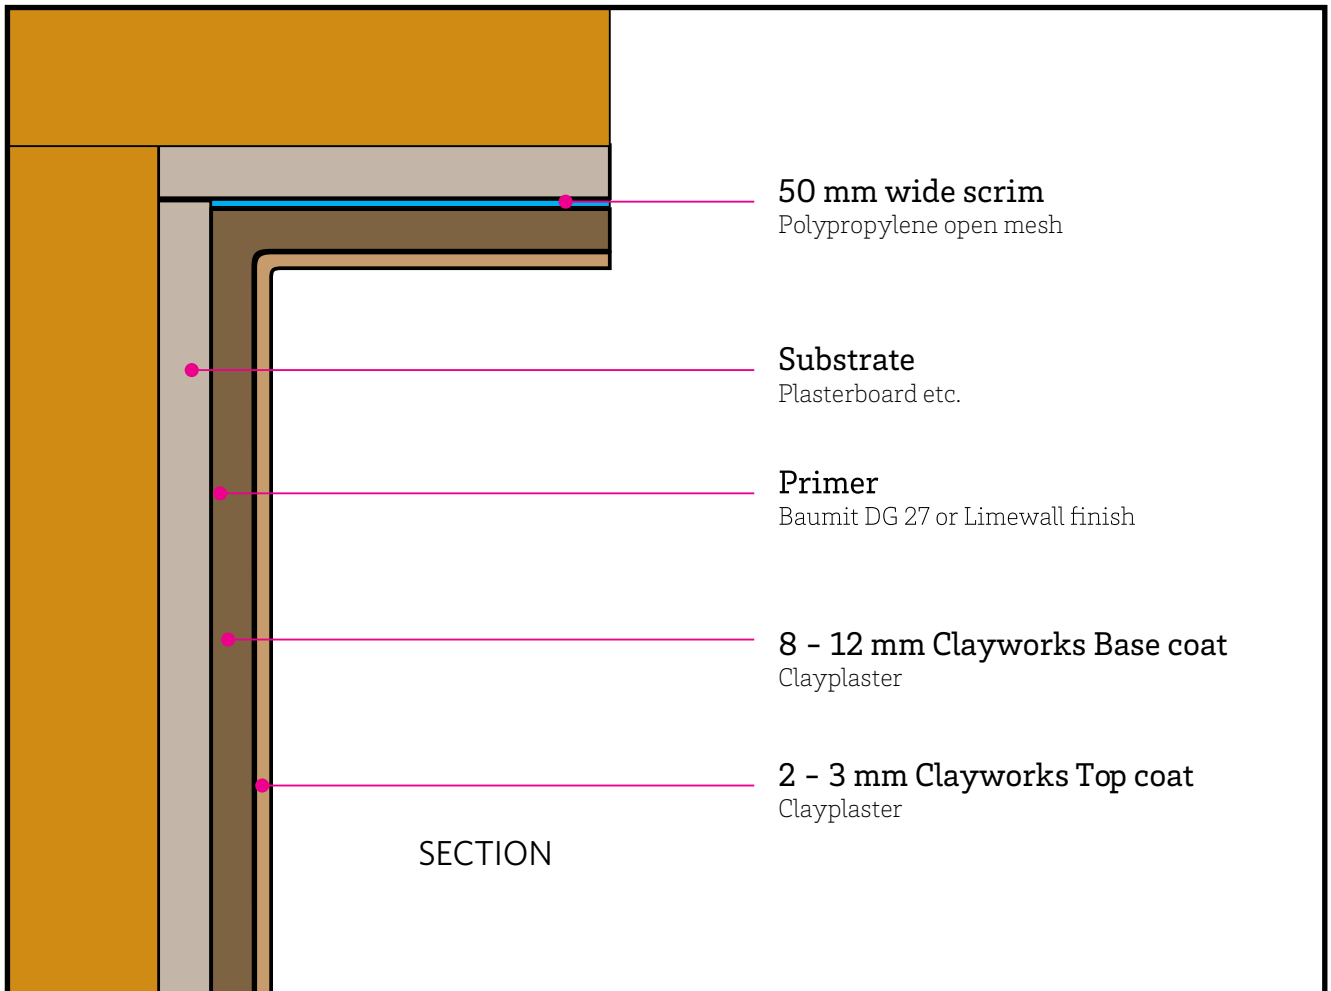 50 mm wide scrim
Polypropylene open mesh
Substrate
Plasterboard etc.
Primer
Baumit DG 27 or Limewall finish
8 – 12 mm Clayworks Base coat
Clayplaster
2 – 3 mm Clayworks Top coat
Clayplaster
SECTION